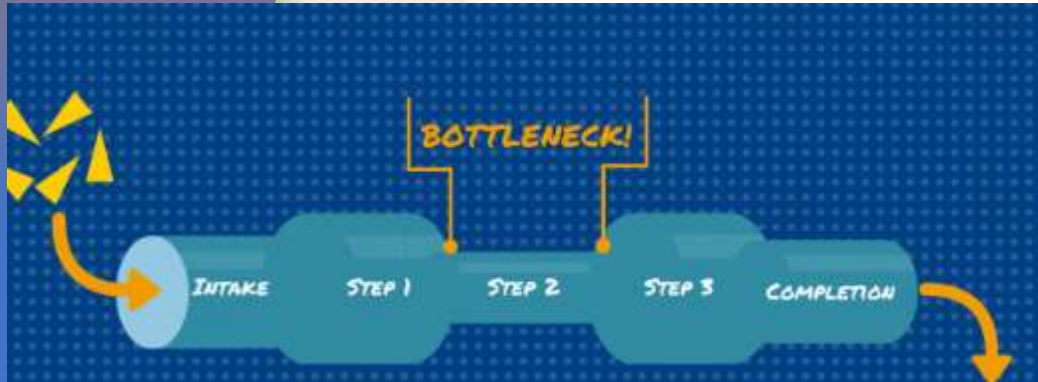 BOTTLENECK!
INTAKE
STEP 1
STEP 2
STEP 3
COMPLETION